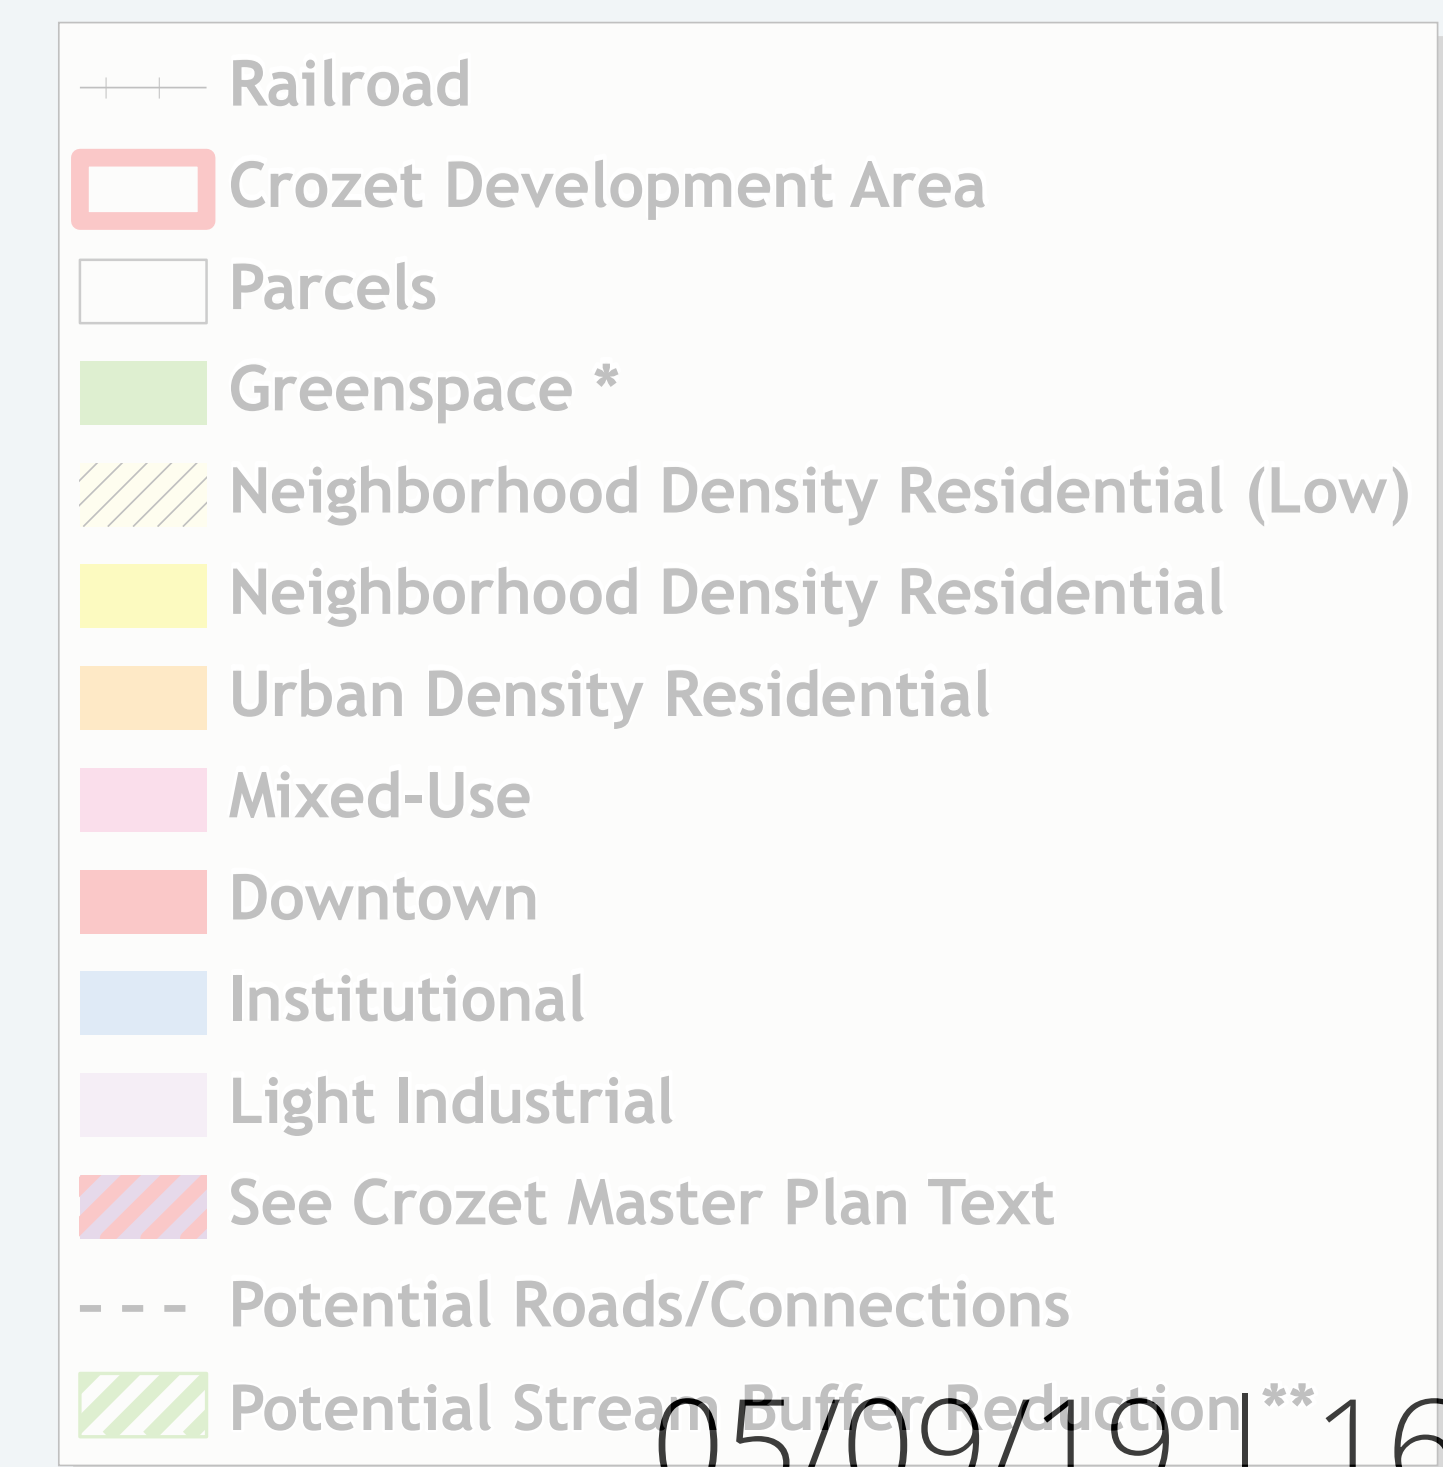 Railroad
Crozet Development Area
Parcels
Greenspace *
Neighborhood Density Residential (Low)
Neighborhood Density Residential
Urban Density Residential
Mixed-Use
Downtown
Institutional
Light Industrial
See Crozet Master Plan Text
Potential Roads/Connections
Potential Stream Buffer Reduction **
05/09/19 | 16